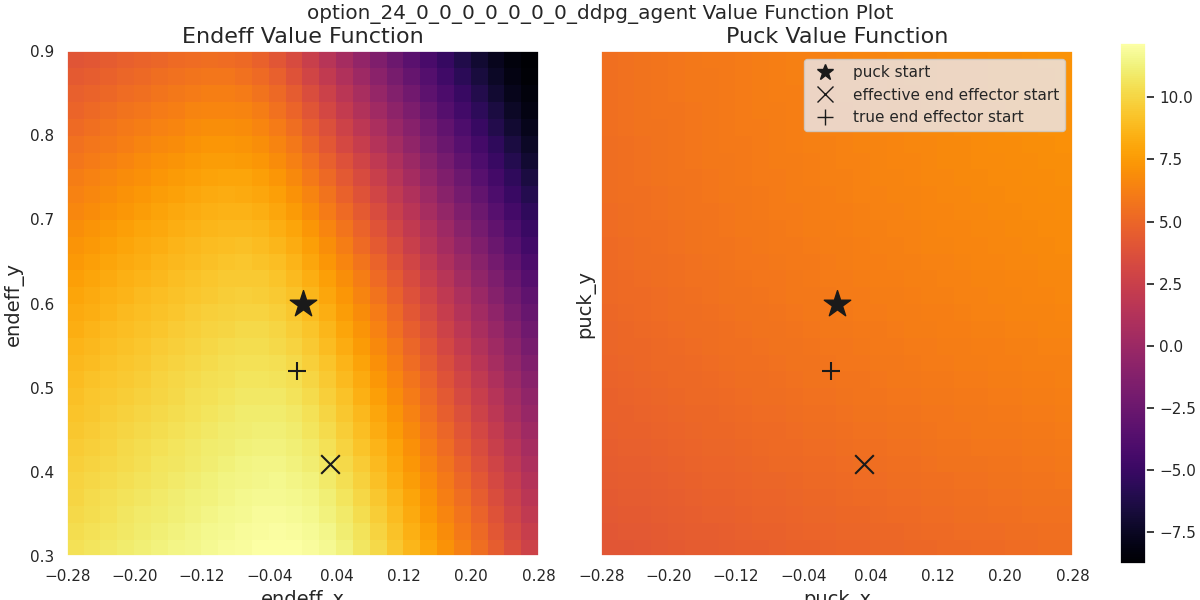 option_24_0_0_0_0_0_0_0_ddpg_agent Value Function Plot
Endeff Value Function
Puck Value Function
puck start
effective end effector start
true end effector start
endeff_y
0.9
0.8
0.7
0.6
0.5
0.4
0.3
−0.28 −0.20 −0.12 −0.04 0.04 0.12 0.20 0.28
endeff_x
puck_y
−0.28 −0.20 −0.12 −0.04 0.04 0.12 0.20 0.28
puck_x
10.0
7.5
5.0
2.5
0.0
−2.5
−5.0
−7.5